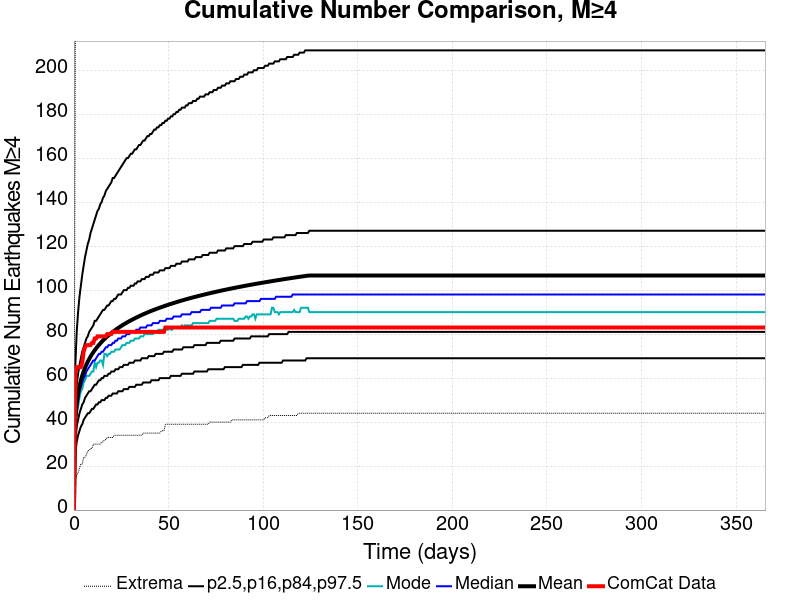 Cumulative Number Comparison, M≥4
Cumulative Num Earthquakes M≥4
200
180
160
140
120
100
80
60
40
20
0
0 50 100 150 200 250 300 350
Time (days)
Extrema p2.5,p16,p84,p97.5 Mode Median Mean ComCat Data